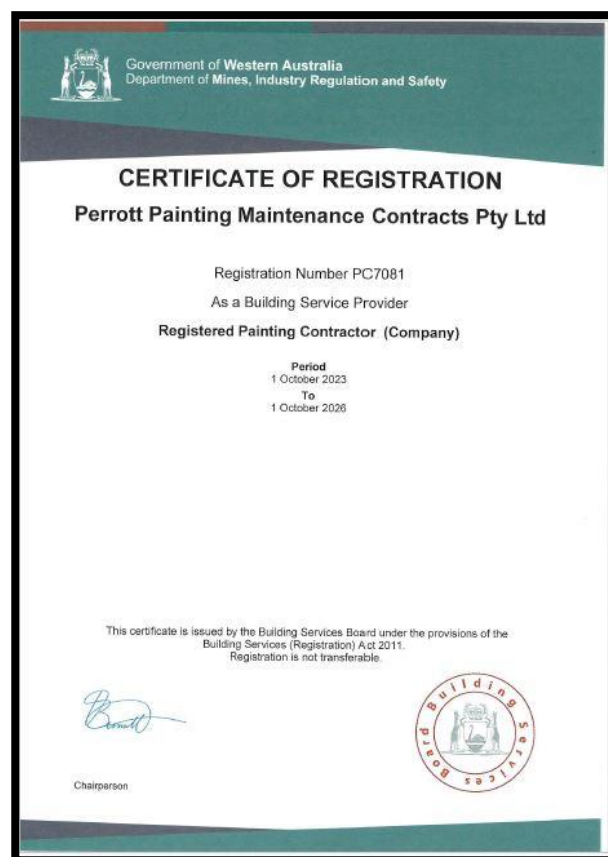 Government of Western Australia
Department of Mines, Industry Regulation and Safety
CERTIFICATE OF REGISTRATION
Perrott Painting Maintenance Contracts Pty Ltd
Registration Number PC7081
As a Building Service Provider
Registered Painting Contractor (Company)
Period
1 October 2023
To
1 October 2026
This certificate is issued by the Building Services Board under the provisions of the
Building Services (Registration) Act 2011.
Registration is not transferable.
Building Services Board
Chairperson